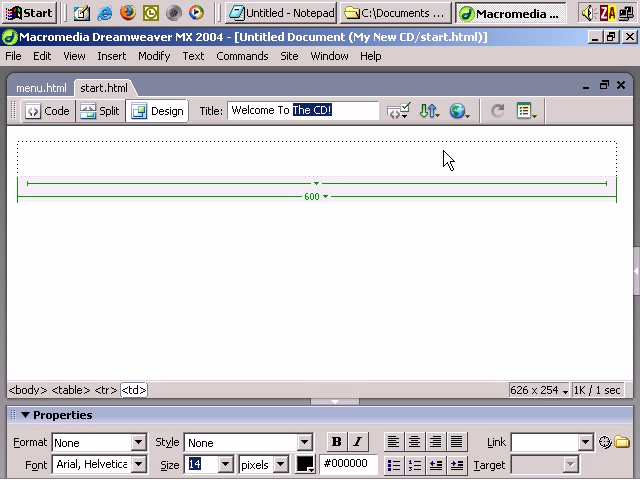 Start Untitled - Notepad C:\Documents ... Macromedia ... ZA
Macromedia Dreamweaver MX 2004 - [Untitled Document (My New CD/start.html)]
File Edit View Insert Modify Text Commands Site Window Help
menu.html start.html
Code Split Design Title: Welcome To The CD!
600
<body> <table> <tr> <td> 626 x 254 1K / 1 sec
Properties
Format None Style None B I Link
Font Arial, Helvetica Size 14 pixels #000000 Target